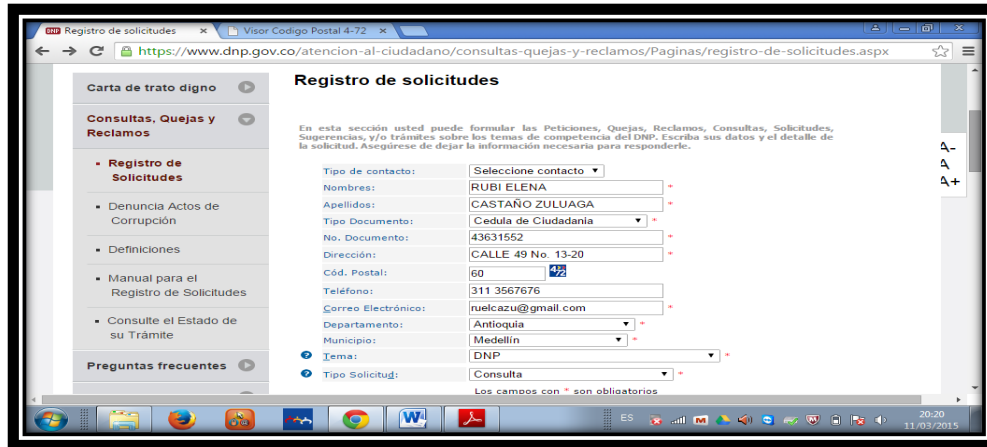 DNP Registro de solicitudes × Visor Codigo Postal 4-72 ×
https://www.dnp.gov.co/atencion-al-ciudadano/consultas-quejas-y-reclamos/Paginas/registro-de-solicitudes.aspx
Carta de trato digno
Consultas, Quejas y
Reclamos
Registro de
Solicitudes
Denuncia Actos de
Corrupción
Definiciones
Manual para el
Registro de Solicitudes
Consulte el Estado de
su Trámite
Preguntas frecuentes
Registro de solicitudes
En esta sección usted puede formular las Peticiones, Quejas, Reclamos, Consultas, Solicitudes,
Sugerencias, y/o trámites sobre los temas de competencia del DNP. Escriba sus datos y el detalle de
la solicitud. Asegúrese de dejar la información necesaria para responderle.
Tipo de contacto: Seleccione contacto
Nombres: RUBI ELENA *
Apellidos: CASTAÑO ZULUAGA *
Tipo Documento: Cedula de Ciudadania *
No. Documento: 43631552 *
Dirección: CALLE 49 No. 13-20 *
Cód. Postal: 60 4-72
Teléfono: 311 3567676
Correo Electrónico: ruelcazu@gmail.com *
Departamento: Antioquia *
Municipio: Medellín *
Tema: DNP *
Tipo Solicitud: Consulta *
Los campos con * son obligatorios
A-
A
A+
ES
20:20
11/03/2015